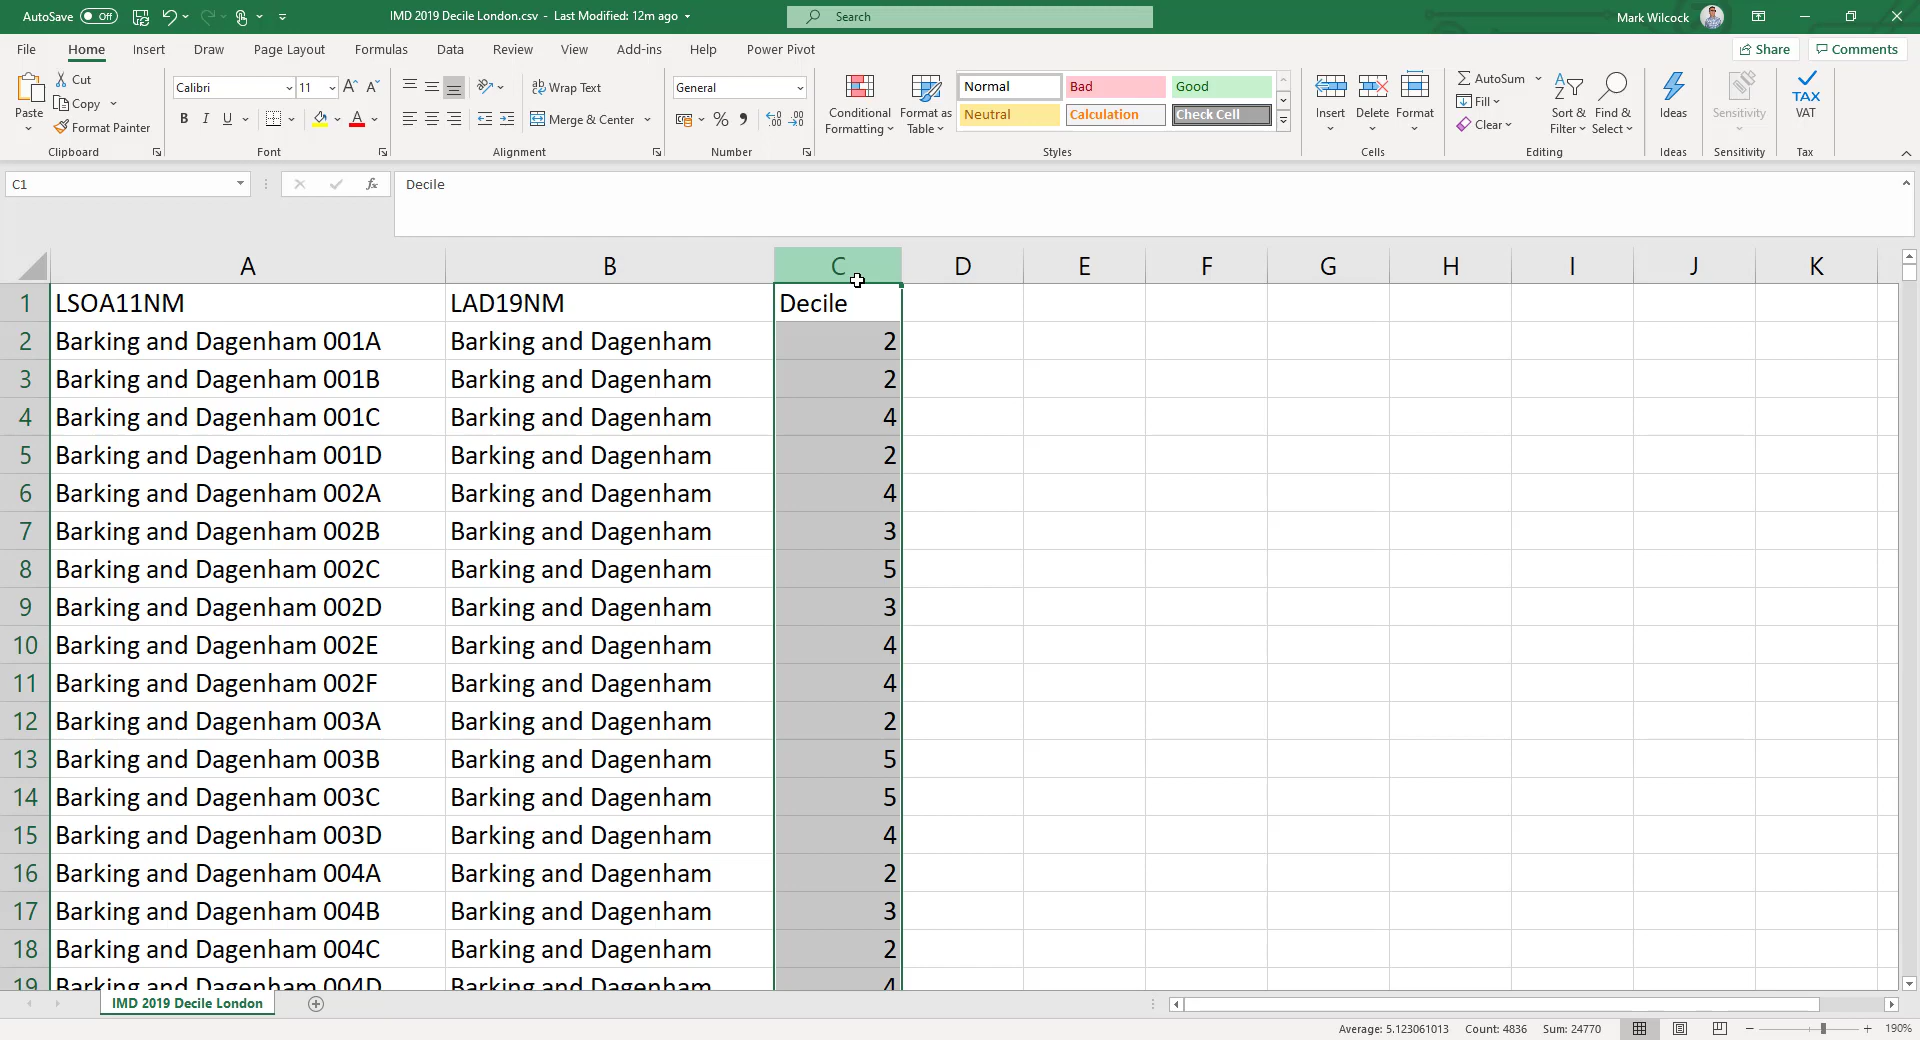 AutoSave Off IMD 2019 Decile London.csv - Last Modified: 12m ago Search Mark Wilcock
File Home Insert Draw Page Layout Formulas Data Review View Add-ins Help Power Pivot Share Comments
Paste Cut Copy Format Painter Clipboard
Calibri 11 B I U A A A Font
Wrap Text Merge & Center Alignment
General % Number
Conditional Formatting Format as Table Normal Bad Good Neutral Calculation Check Cell Styles
Insert Delete Format Cells
AutoSum Fill Clear Sort & Filter Find & Select Editing
Ideas Ideas
Sensitivity Sensitivity
TAX VAT Tax
C1 fx Decile
A B C D E F G H I J K
1 LSOA11NM LAD19NM Decile
2 Barking and Dagenham 001A Barking and Dagenham 2
3 Barking and Dagenham 001B Barking and Dagenham 2
4 Barking and Dagenham 001C Barking and Dagenham 4
5 Barking and Dagenham 001D Barking and Dagenham 2
6 Barking and Dagenham 002A Barking and Dagenham 4
7 Barking and Dagenham 002B Barking and Dagenham 3
8 Barking and Dagenham 002C Barking and Dagenham 5
9 Barking and Dagenham 002D Barking and Dagenham 3
10 Barking and Dagenham 002E Barking and Dagenham 4
11 Barking and Dagenham 002F Barking and Dagenham 4
12 Barking and Dagenham 003A Barking and Dagenham 2
13 Barking and Dagenham 003B Barking and Dagenham 5
14 Barking and Dagenham 003C Barking and Dagenham 5
15 Barking and Dagenham 003D Barking and Dagenham 4
16 Barking and Dagenham 004A Barking and Dagenham 2
17 Barking and Dagenham 004B Barking and Dagenham 3
18 Barking and Dagenham 004C Barking and Dagenham 2
19 Barking and Dagenham 004D Barking and Dagenham 4
IMD 2019 Decile London
Average: 5.123061013 Count: 4836 Sum: 24770 190%